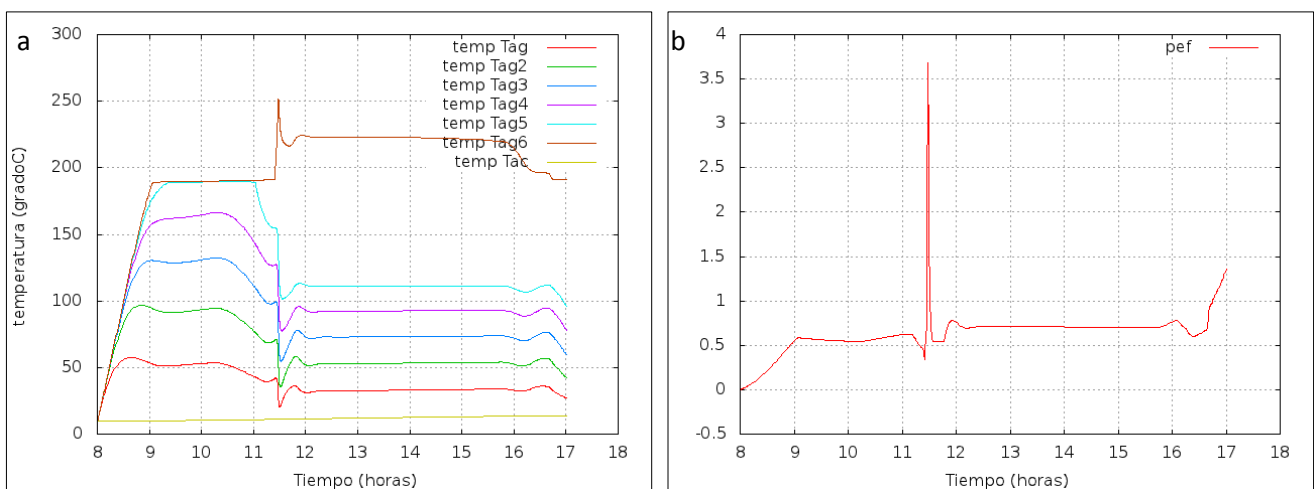 a
300
250
200
150
100
50
0
temperatura (gradoC)
temp Tag
temp Tag2
temp Tag3
temp Tag4
temp Tag5
temp Tag6
temp Tac
8 9 10 11 12 13 14 15 16 17 18
Tiempo (horas)
b
4
3.5
3
2.5
2
1.5
1
0.5
0
-0.5
pef
8 9 10 11 12 13 14 15 16 17 18
Tiempo (horas)